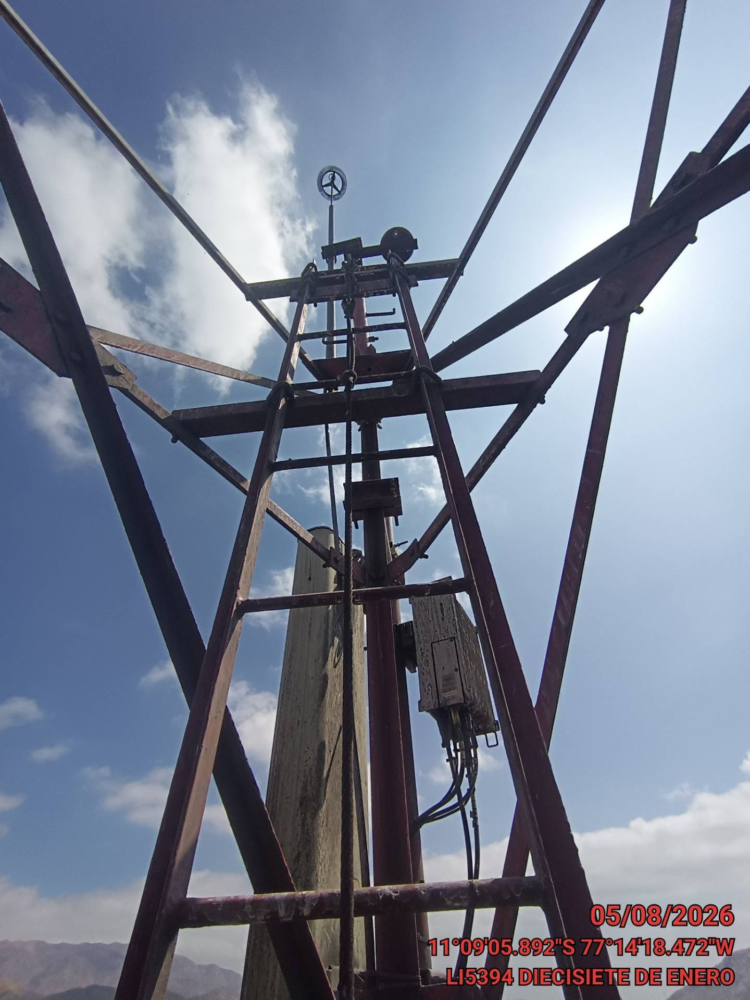 05/08/2026
11°09'05.892"S 77°14'18.472"W
LI5394 DIECISIETE DE ENERO